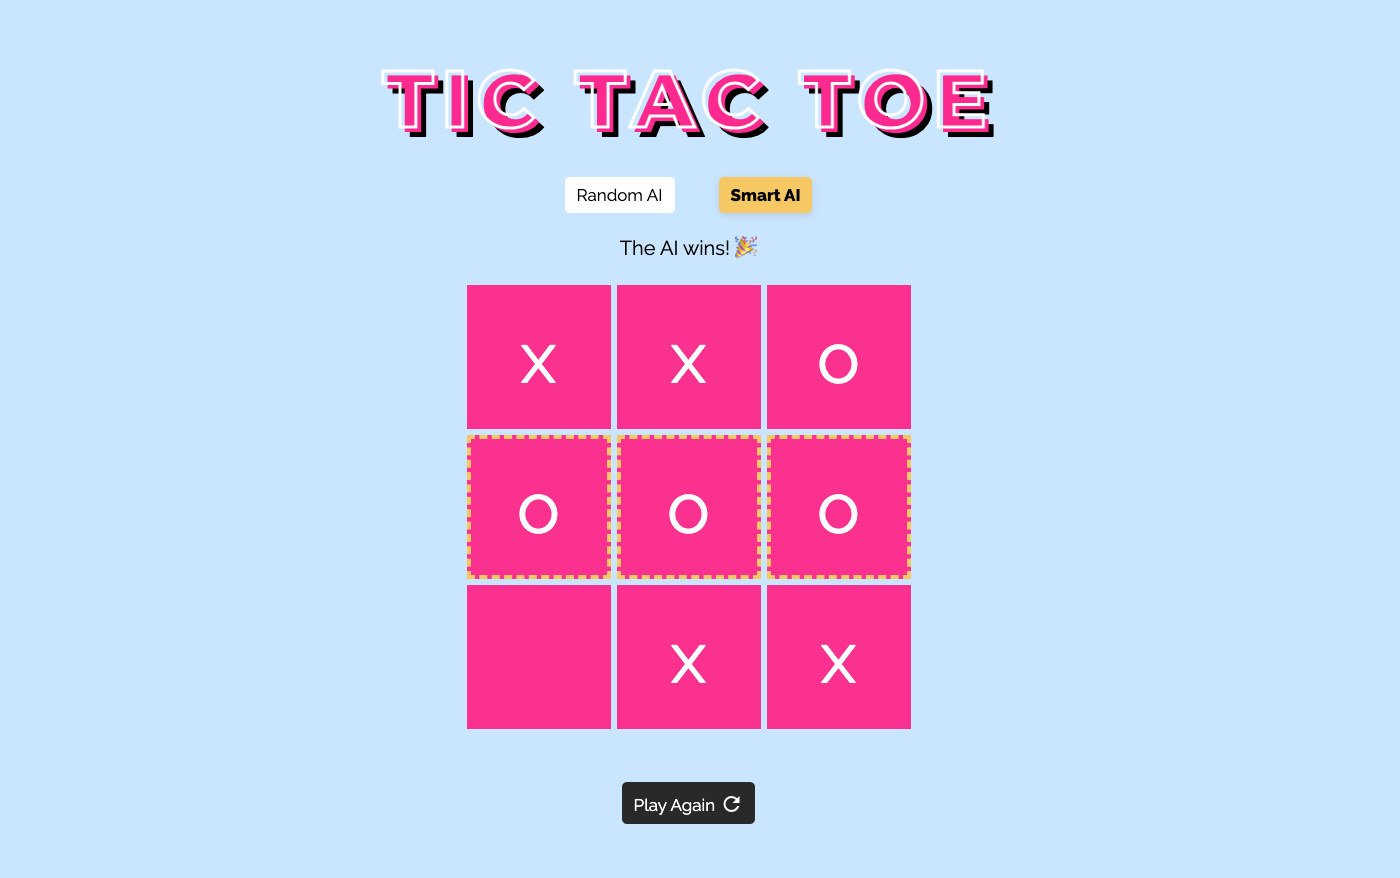 TIC TAC TOE
Random AI Smart AI
The AI wins! 🎉
X X O
O O O
X X
Play Again